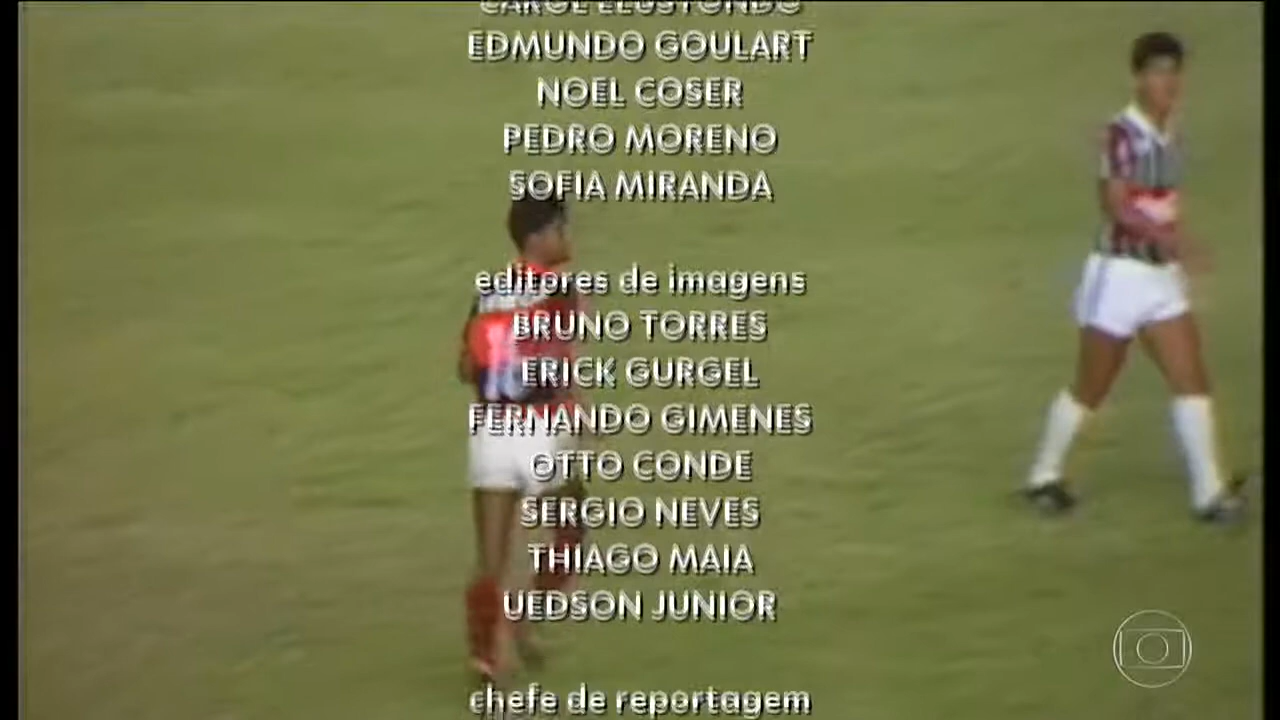 EDMUNDO GOULART
NOEL COSER
PEDRO MORENO
SOFIA MIRANDA
editores de imagens
BRUNO TORRES
ERICK GURGEL
FERNANDO GIMENES
OTTO CONDE
SERGIO NEVES
THIAGO MAIA
UEDSON JUNIOR
chefe de reportagem